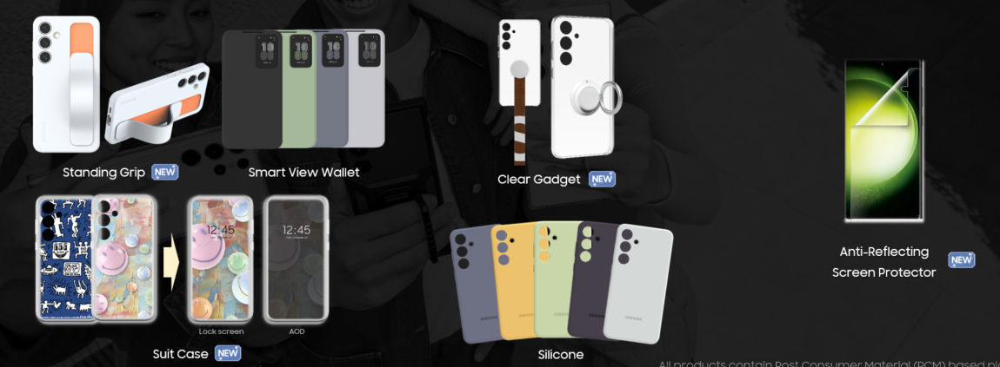 Standing Grip NEW
Smart View Wallet
Clear Gadget NEW
12:45
12:45
Lock screen
AOD
Suit Case NEW
SAMSUNG
Silicone
Anti-Reflecting
Screen Protector
NEW
All products contain Post Consumer Material (PCM) based